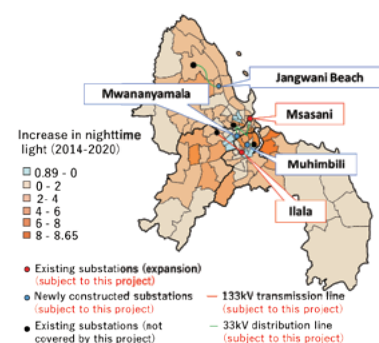 Jangwani Beach
Mwananyamala
Msasani
Increase in nighttime
light (2014-2020)
Muhimbili
0.89 - 0
0 - 2
2- 4
4 - 6
6 - 8
8 - 8.65
Ilala
Existing substations (expansion)
(subject to this project)
Newly constructed substations
(subject to this project)
Existing substations (not
covered by this project)
133kV transmission line
(subject to this project)
33kV distribution line
(subject to this project)